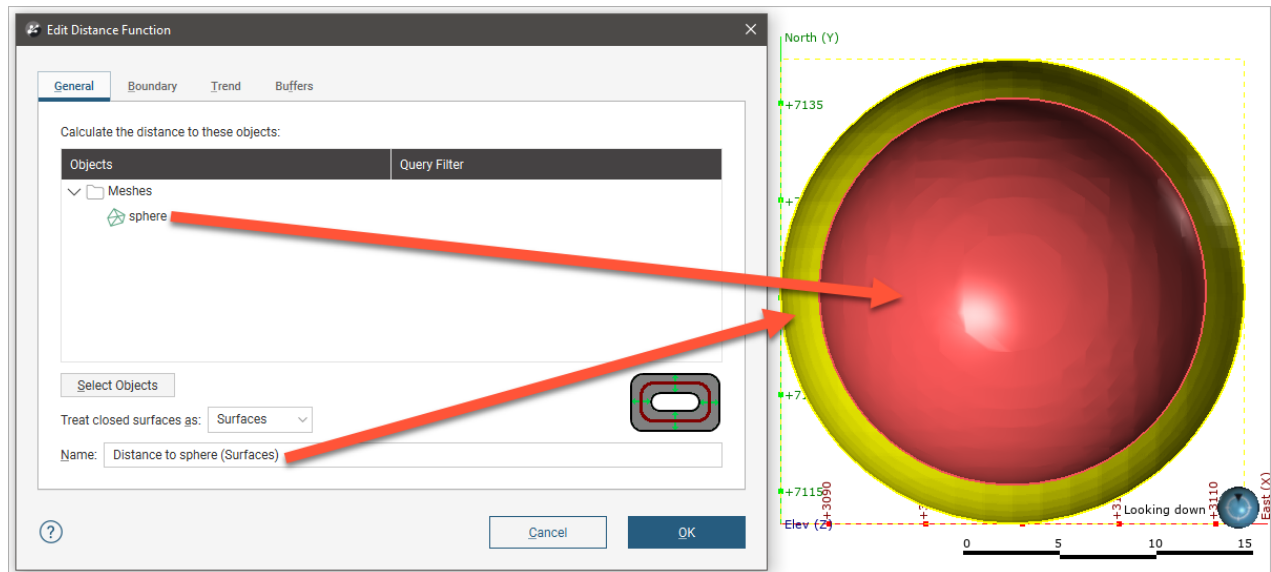 Edit Distance Function
General Boundary Trend Buffers
Calculate the distance to these objects:
Objects Query Filter
Meshes
sphere
Select Objects
Treat closed surfaces as: Surfaces
Name: Distance to sphere (Surfaces)
? Cancel OK
North (Y)
+7135
+7115
Elev (Z)
+3090
+3110
East (X)
Looking down
0 5 10 15